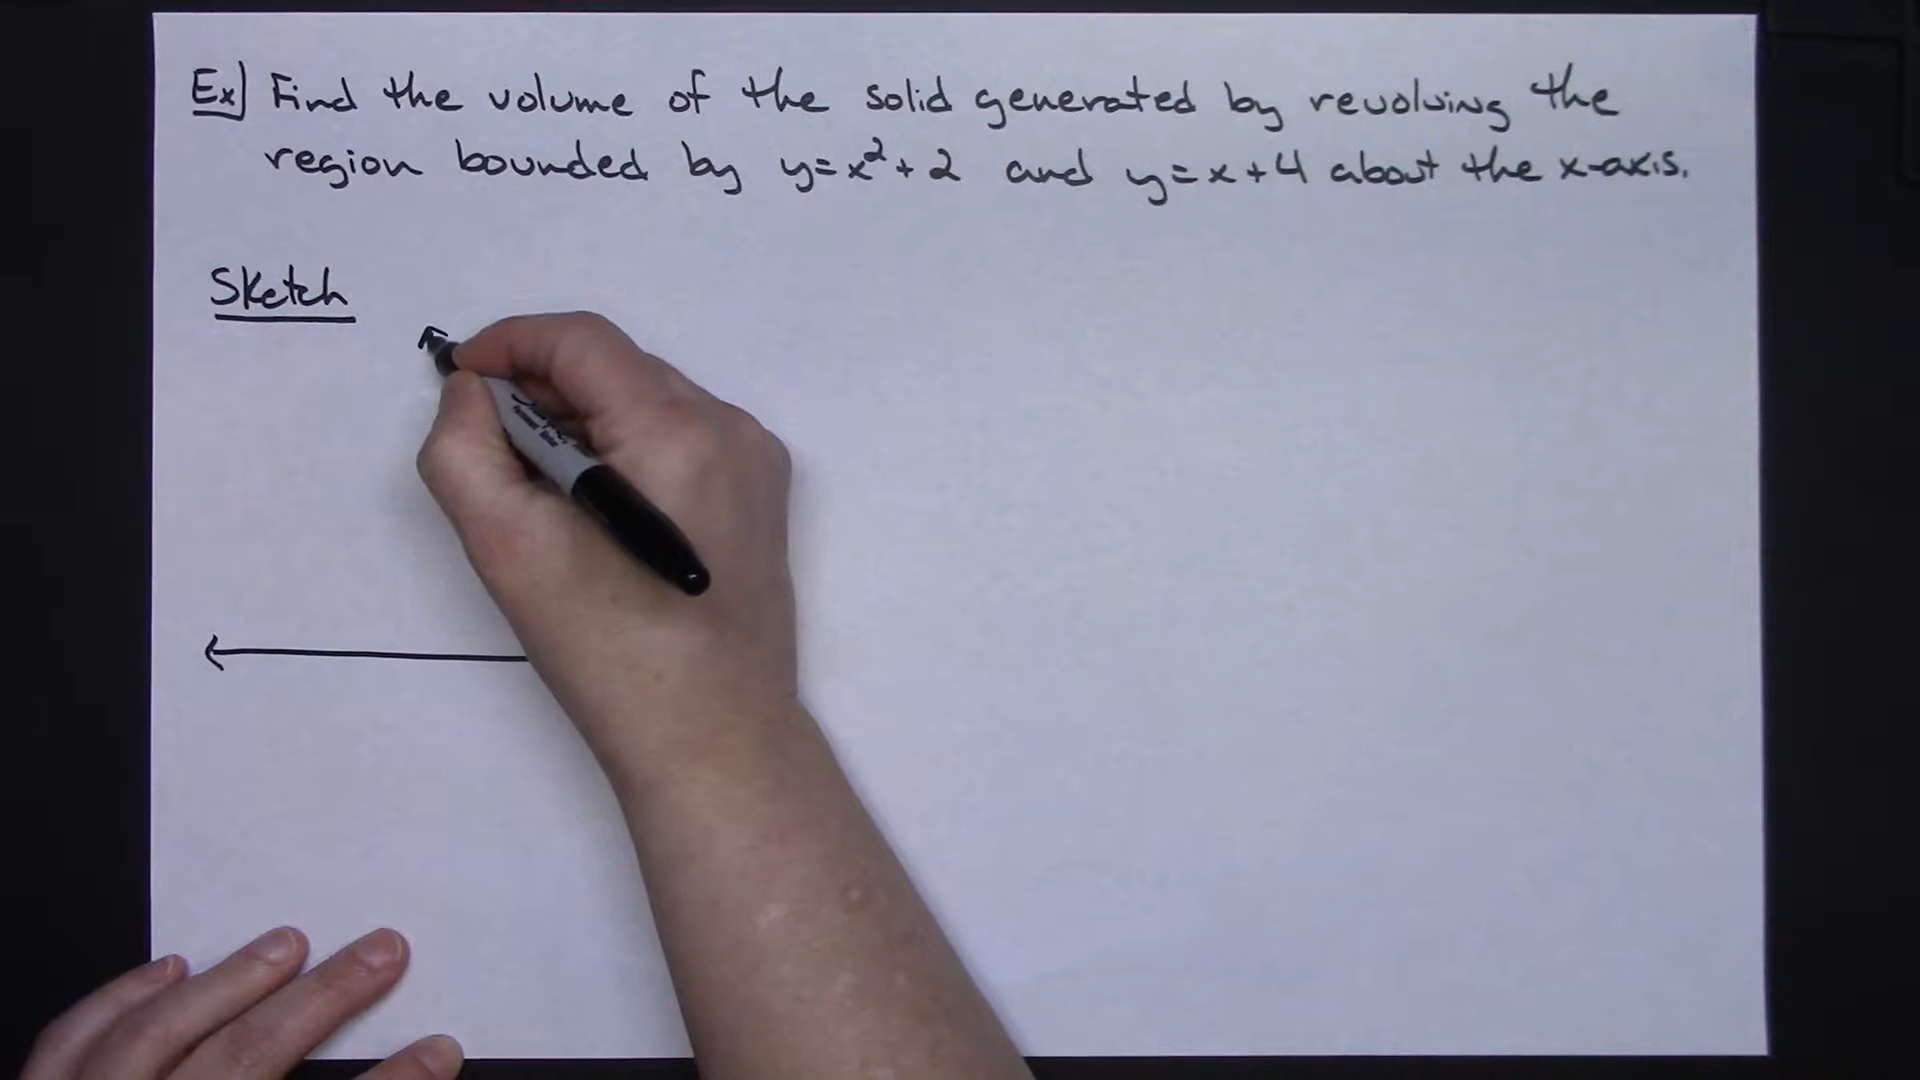 Ex] Find the volume of the solid generated by revolving the
region bounded by y=x²+2 and y=x+4 about the x-axis.
Sketch